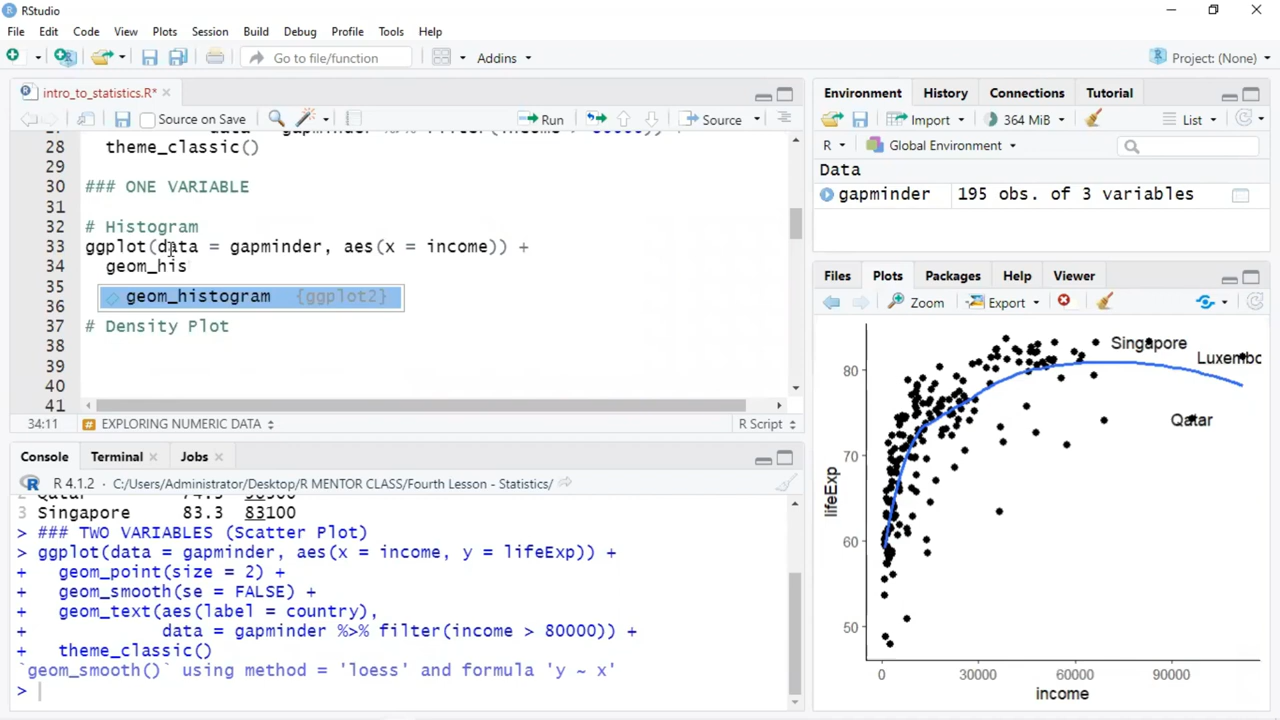 RStudio
File Edit Code View Plots Session Build Debug Profile Tools Help
Go to file/function Addins Project: (None)
intro_to_statistics.R*
Source on Save Run Source
theme_classic()
28
29
30 ### ONE VARIABLE
31
32 # Histogram
33 ggplot(data = gapminder, aes(x = income)) +
34 geom_his
35 geom_histogram {ggplot2}
36
37 # Density Plot
38
39
40
41
34:11 EXPLORING NUMERIC DATA R Script
Console Terminal Jobs
R 4.1.2 · C:/Users/Administrator/Desktop/R MENTOR CLASS/Fourth Lesson - Statistics/
3 Singapore 83.3 83100
> ### TWO VARIABLES (Scatter Plot)
> ggplot(data = gapminder, aes(x = income, y = lifeExp)) +
+ geom_point(size = 2) +
+ geom_smooth(se = FALSE) +
+ geom_text(aes(label = country),
+ data = gapminder %>% filter(income > 80000)) +
+ theme_classic()
`geom_smooth()` using method = 'loess' and formula 'y ~ x'
>
Environment History Connections Tutorial
Import 364 MiB List
R Global Environment
Data
gapminder 195 obs. of 3 variables
Files Plots Packages Help Viewer
Zoom Export
Singapore
Luxembo
Qatar
80
70
60
50
lifeExp
0 30000 60000 90000
income